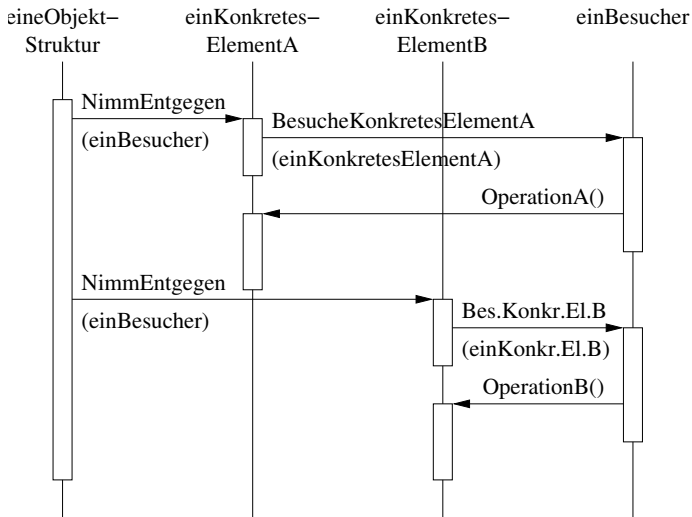 eineObjekt–
Struktur
einKonkretes–
ElementA
einKonkretes–
ElementB
einBesucher
NimmEntgegen
(einBesucher)
BesucheKonkretesElementA
(einKonkretesElementA)
OperationA()
NimmEntgegen
(einBesucher)
Bes.Konkr.El.B
(einKonkr.El.B)
OperationB()